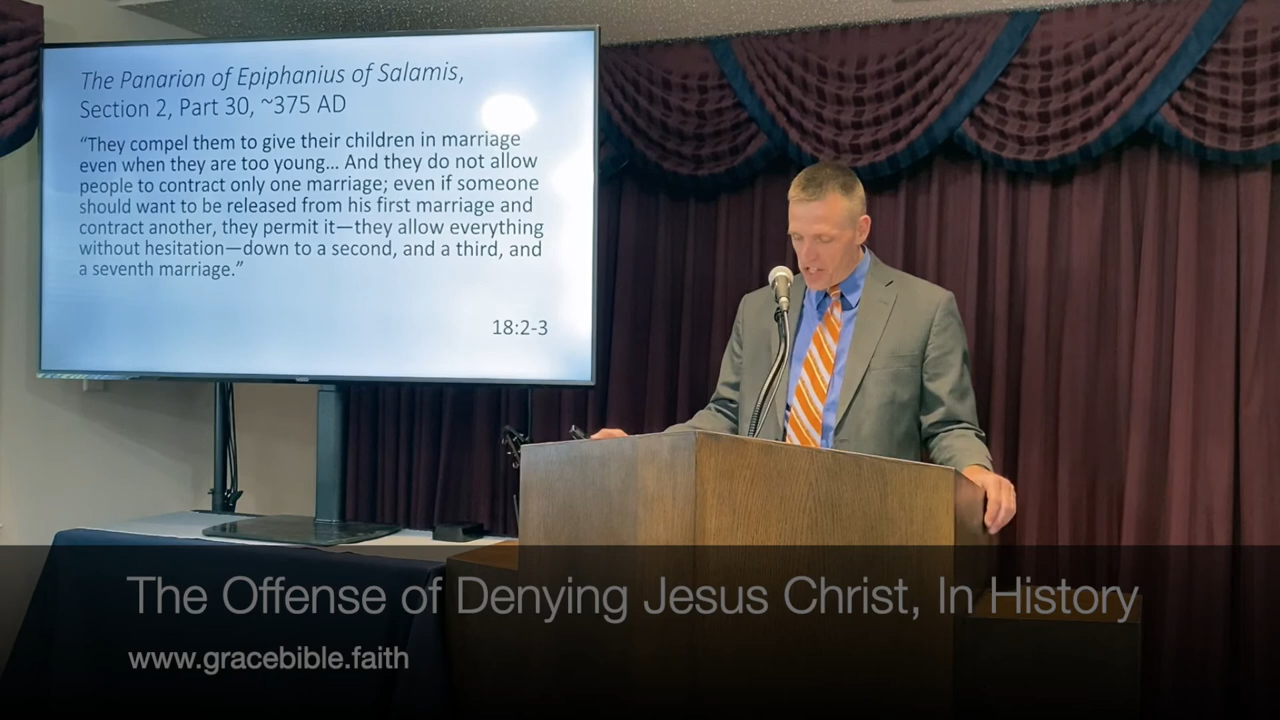 The Panarion of Epiphanius of Salamis,
Section 2, Part 30, ~375 AD
“They compel them to give their children in marriage
even when they are too young... And they do not allow
people to contract only one marriage; even if someone
should want to be released from his first marriage and
contract another, they permit it—they allow everything
without hesitation—down to a second, and a third, and
a seventh marriage.”
18:2-3
The Offense of Denying Jesus Christ, In History
www.gracebible.faith